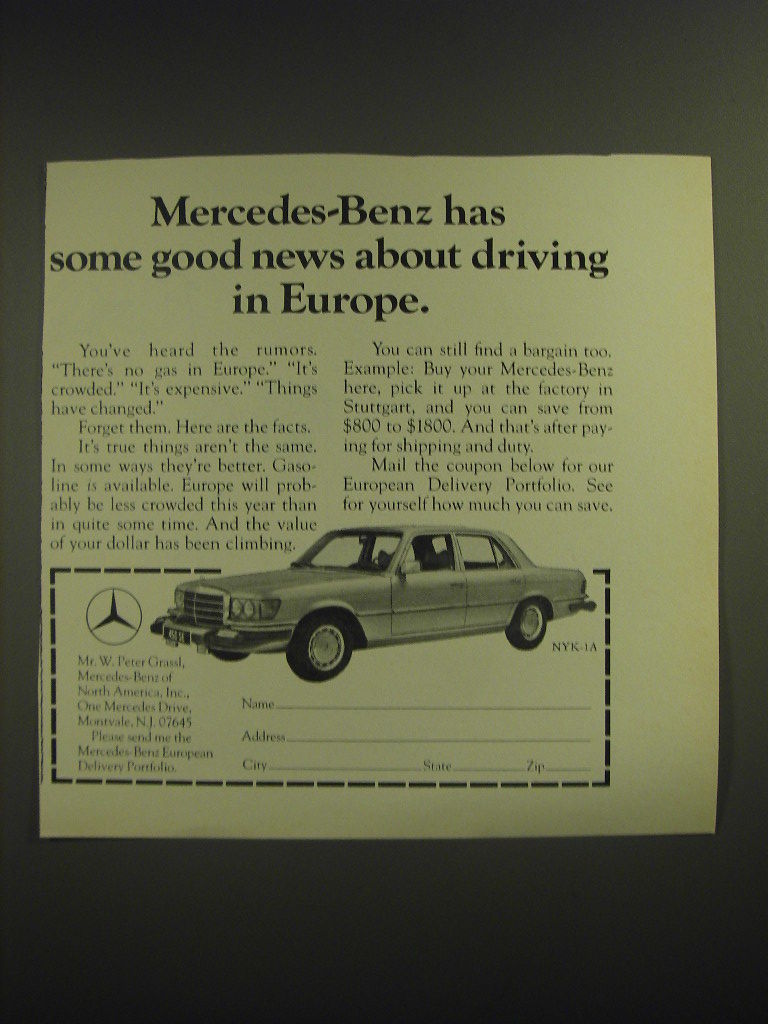 Mercedes-Benz has
some good news about driving
in Europe.
You've heard the rumors.
"There's no gas in Europe." "It's
crowded." "It's expensive." "Things
have changed."
Forget them. Here are the facts.
It's true things aren't the same.
In some ways they're better. Gaso-
line is available. Europe will prob-
ably be less crowded this year than
in quite some time. And the value
of your dollar has been climbing.
You can still find a bargain too.
Example: Buy your Mercedes-Benz
here, pick it up at the factory in
Stuttgart, and you can save from
$800 to $1800. And that's after pay-
ing for shipping and duty.
Mail the coupon below for our
European Delivery Portfolio. See
for yourself how much you can save.
NYK-1A
Mr. W. Peter Grassl,
Mercedes-Benz of
North America, Inc.,
One Mercedes Drive,
Montvale, N.J. 07645
Please send me the
Mercedes-Benz European
Delivery Portfolio.
Name
Address
City State Zip